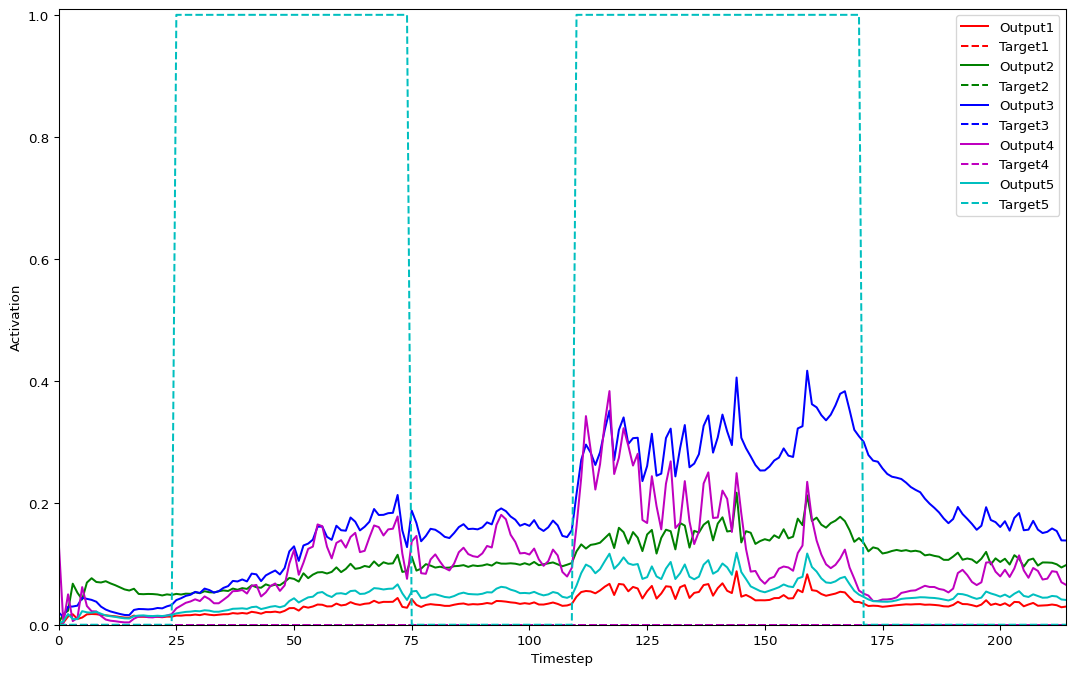 1.0
0.8
0.6
0.4
0.2
0.0
Activation
0
25
50
75
100
125
150
175
200
Timestep
Output1
Target1
Output2
Target2
Output3
Target3
Output4
Target4
Output5
Target5